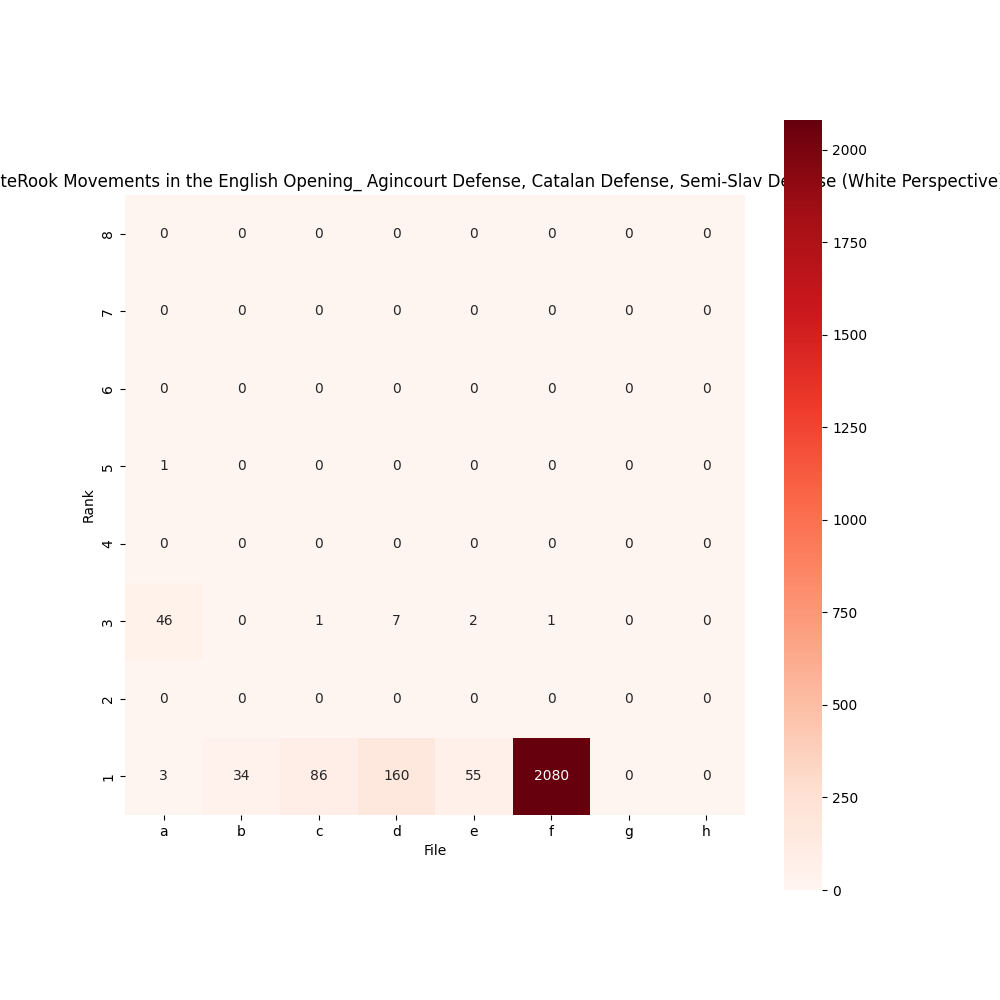 teRook Movements in the English Opening_ Agincourt Defense, Catalan Defense, Semi-Slav De se (White Perspective)
8 0 0 0 0 0 0 0 0
7 0 0 0 0 0 0 0 0
6 0 0 0 0 0 0 0 0
5 1 0 0 0 0 0 0 0
4 0 0 0 0 0 0 0 0
3 46 0 1 7 2 1 0 0
2 0 0 0 0 0 0 0 0
1 3 34 86 160 55 2080 0 0
a b c d e f g h
File
Rank
2000
1750
1500
1250
1000
750
500
250
0